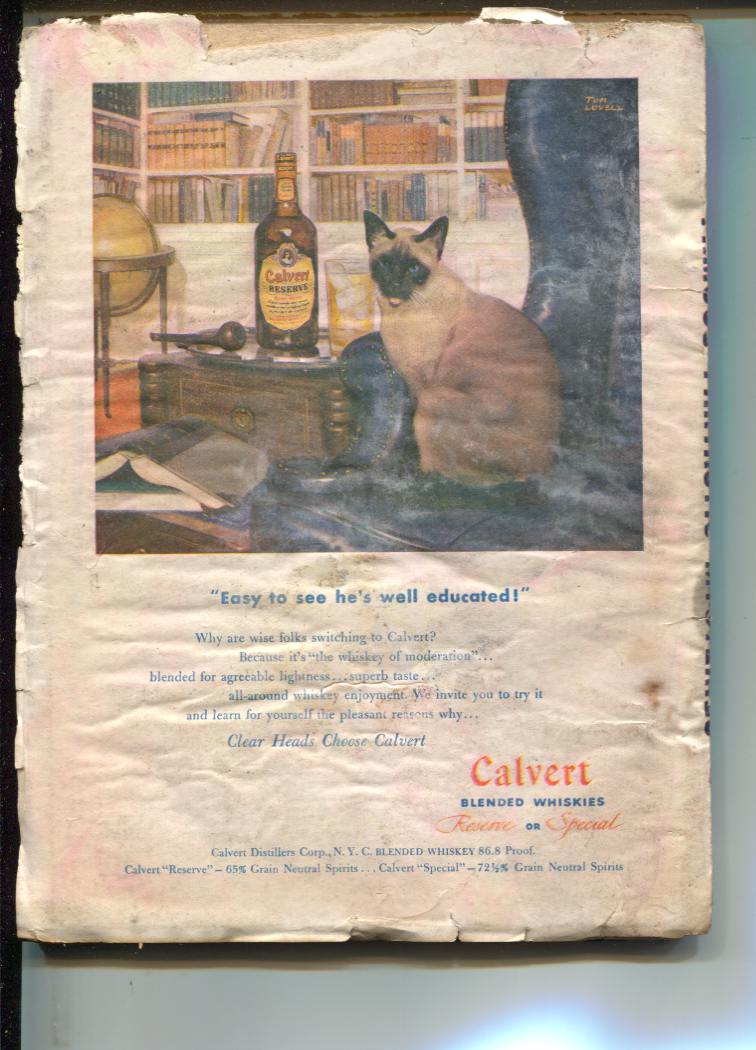 TOM
LOVELL
Calvert
RESERVE
"Easy to see he's well educated!"
Why are wise folks switching to Calvert?
Because it's "the whiskey of moderation"...
blended for agreeable lightness...superb taste...
all-around whiskey enjoyment. We invite you to try it
and learn for yourself the pleasant reasons why...
Clear Heads Choose Calvert
Calvert
BLENDED WHISKIES
Reserve OR Special
Calvert Distillers Corp., N. Y. C. BLENDED WHISKEY 86.8 Proof.
Calvert "Reserve"—65% Grain Neutral Spirits... Calvert "Special"—72½% Grain Neutral Spirits